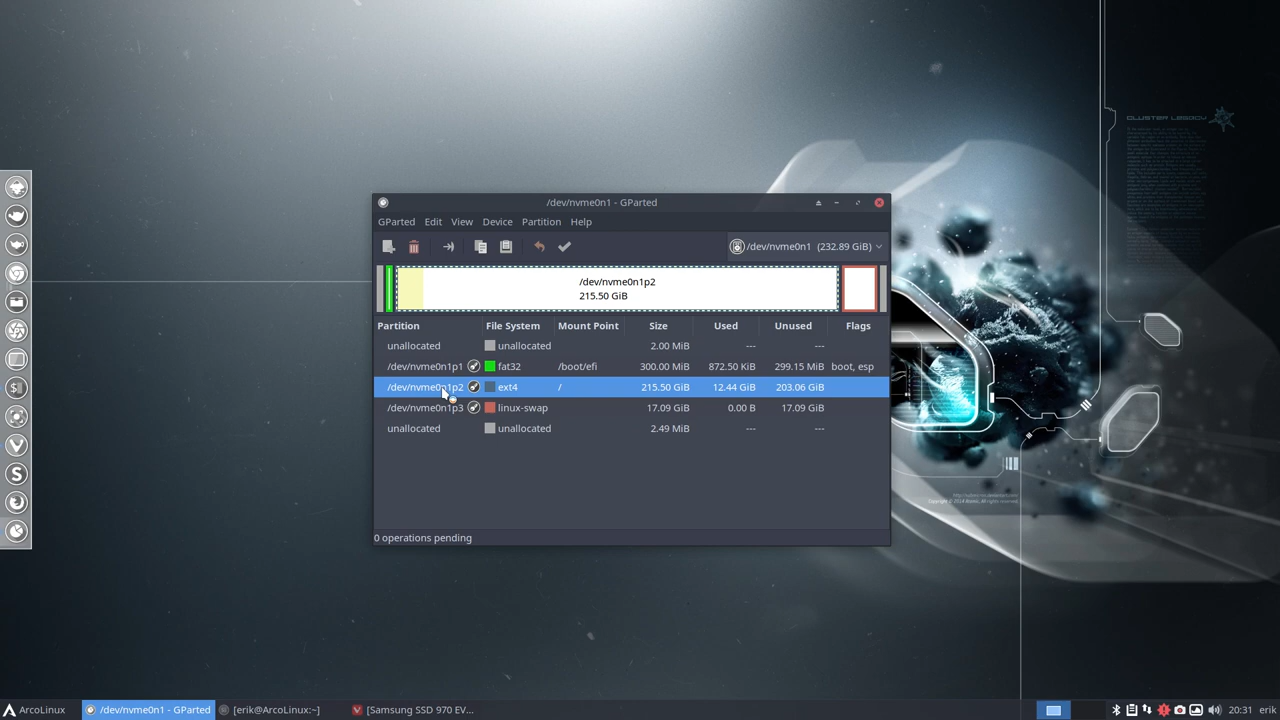 CLUSTER LEGACY
/dev/nvme0n1 - GParted
GParted Edit View Device Partition Help
/dev/nvme0n1 (232.89 GiB)
/dev/nvme0n1p2
215.50 GiB
Partition File System Mount Point Size Used Unused Flags
unallocated unallocated 2.00 MiB --- ---
/dev/nvme0n1p1 fat32 /boot/efi 300.00 MiB 872.50 KiB 299.15 MiB boot, esp
/dev/nvme0n1p2 ext4 / 215.50 GiB 12.44 GiB 203.06 GiB
/dev/nvme0n1p3 linux-swap 17.09 GiB 0.00 B 17.09 GiB
unallocated unallocated 2.49 MiB --- ---
0 operations pending
ArcoLinux /dev/nvme0n1 - GParted [erik@ArcoLinux:~] [Samsung SSD 970 EV... 20:31 erik